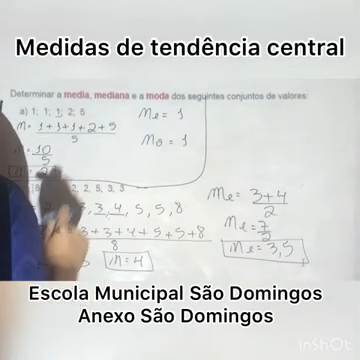 Medidas de tendência central
Determinar a media, mediana e a moda dos seguintes conjuntos de valores:
a) 1; 1; 1; 2; 5
Me = 1
M = 1+1+1+2+5
5
Mo = 1
10
5
2, 2, 5, 3, 3
3, 4, 5, 5, 8
Me = 3+4
2
3+3+4+5+5+8
8
Me = 7
2
M = 4
Me = 3,5
Escola Municipal São Domingos
Anexo São Domingos
InShOt